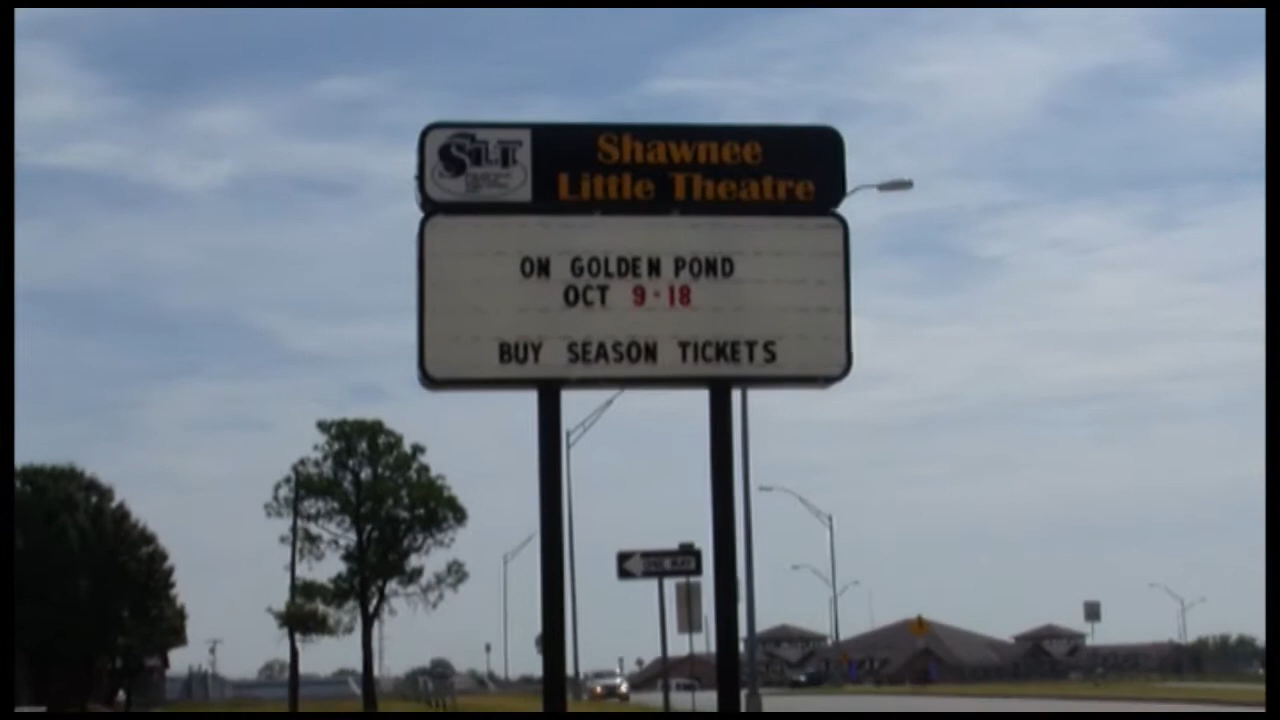 SLT
Shawnee
Little Theatre
ON GOLDEN POND
OCT 9-18
BUY SEASON TICKETS
ONE WAY